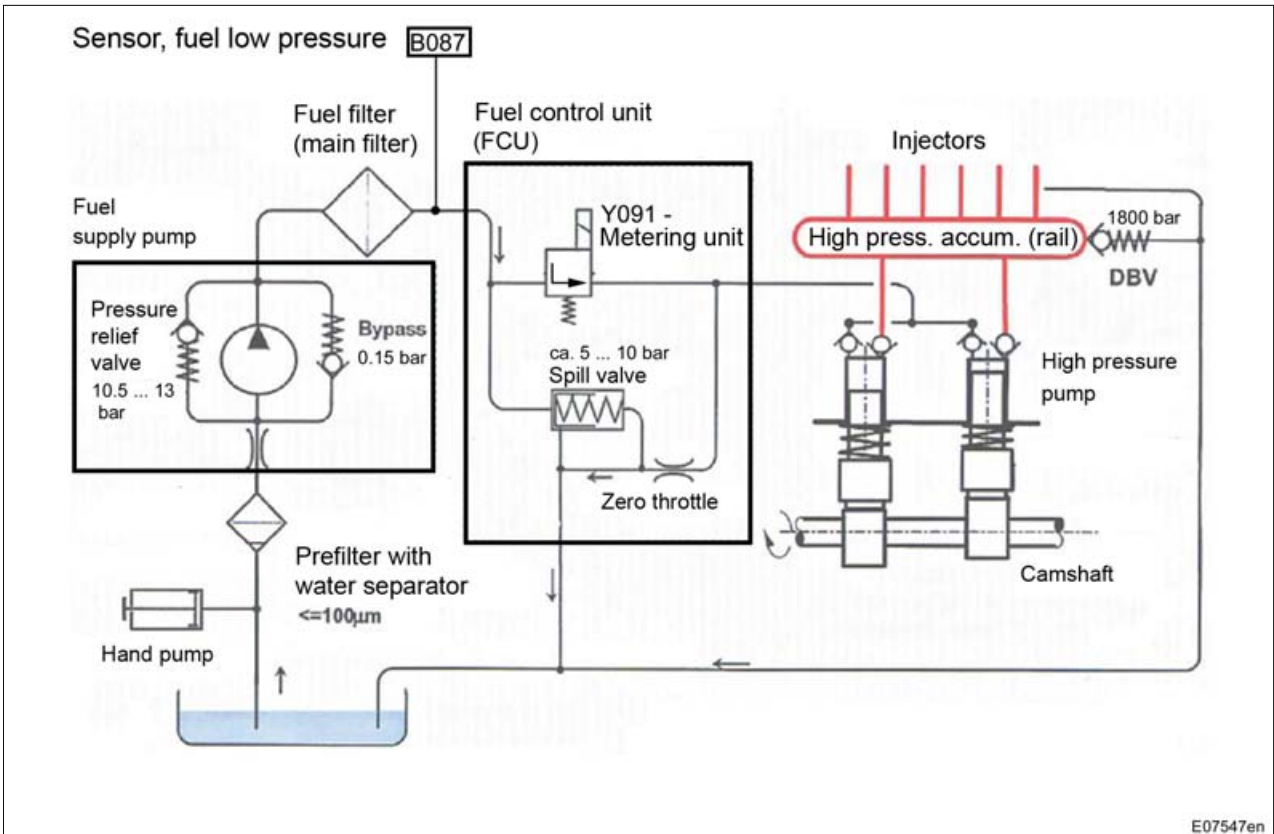 Sensor, fuel low pressure B087
Fuel filter
(main filter)
Fuel control unit
(FCU)
Injectors
Fuel
supply pump
Y091 -
Metering unit
1800 bar
High press. accum. (rail)
DBV
Pressure
relief
valve
10.5 ... 13
bar
Bypass
0.15 bar
ca. 5 ... 10 bar
Spill valve
High pressure
pump
Zero throttle
Prefilter with
water separator
<=100µm
Camshaft
Hand pump
E07547en